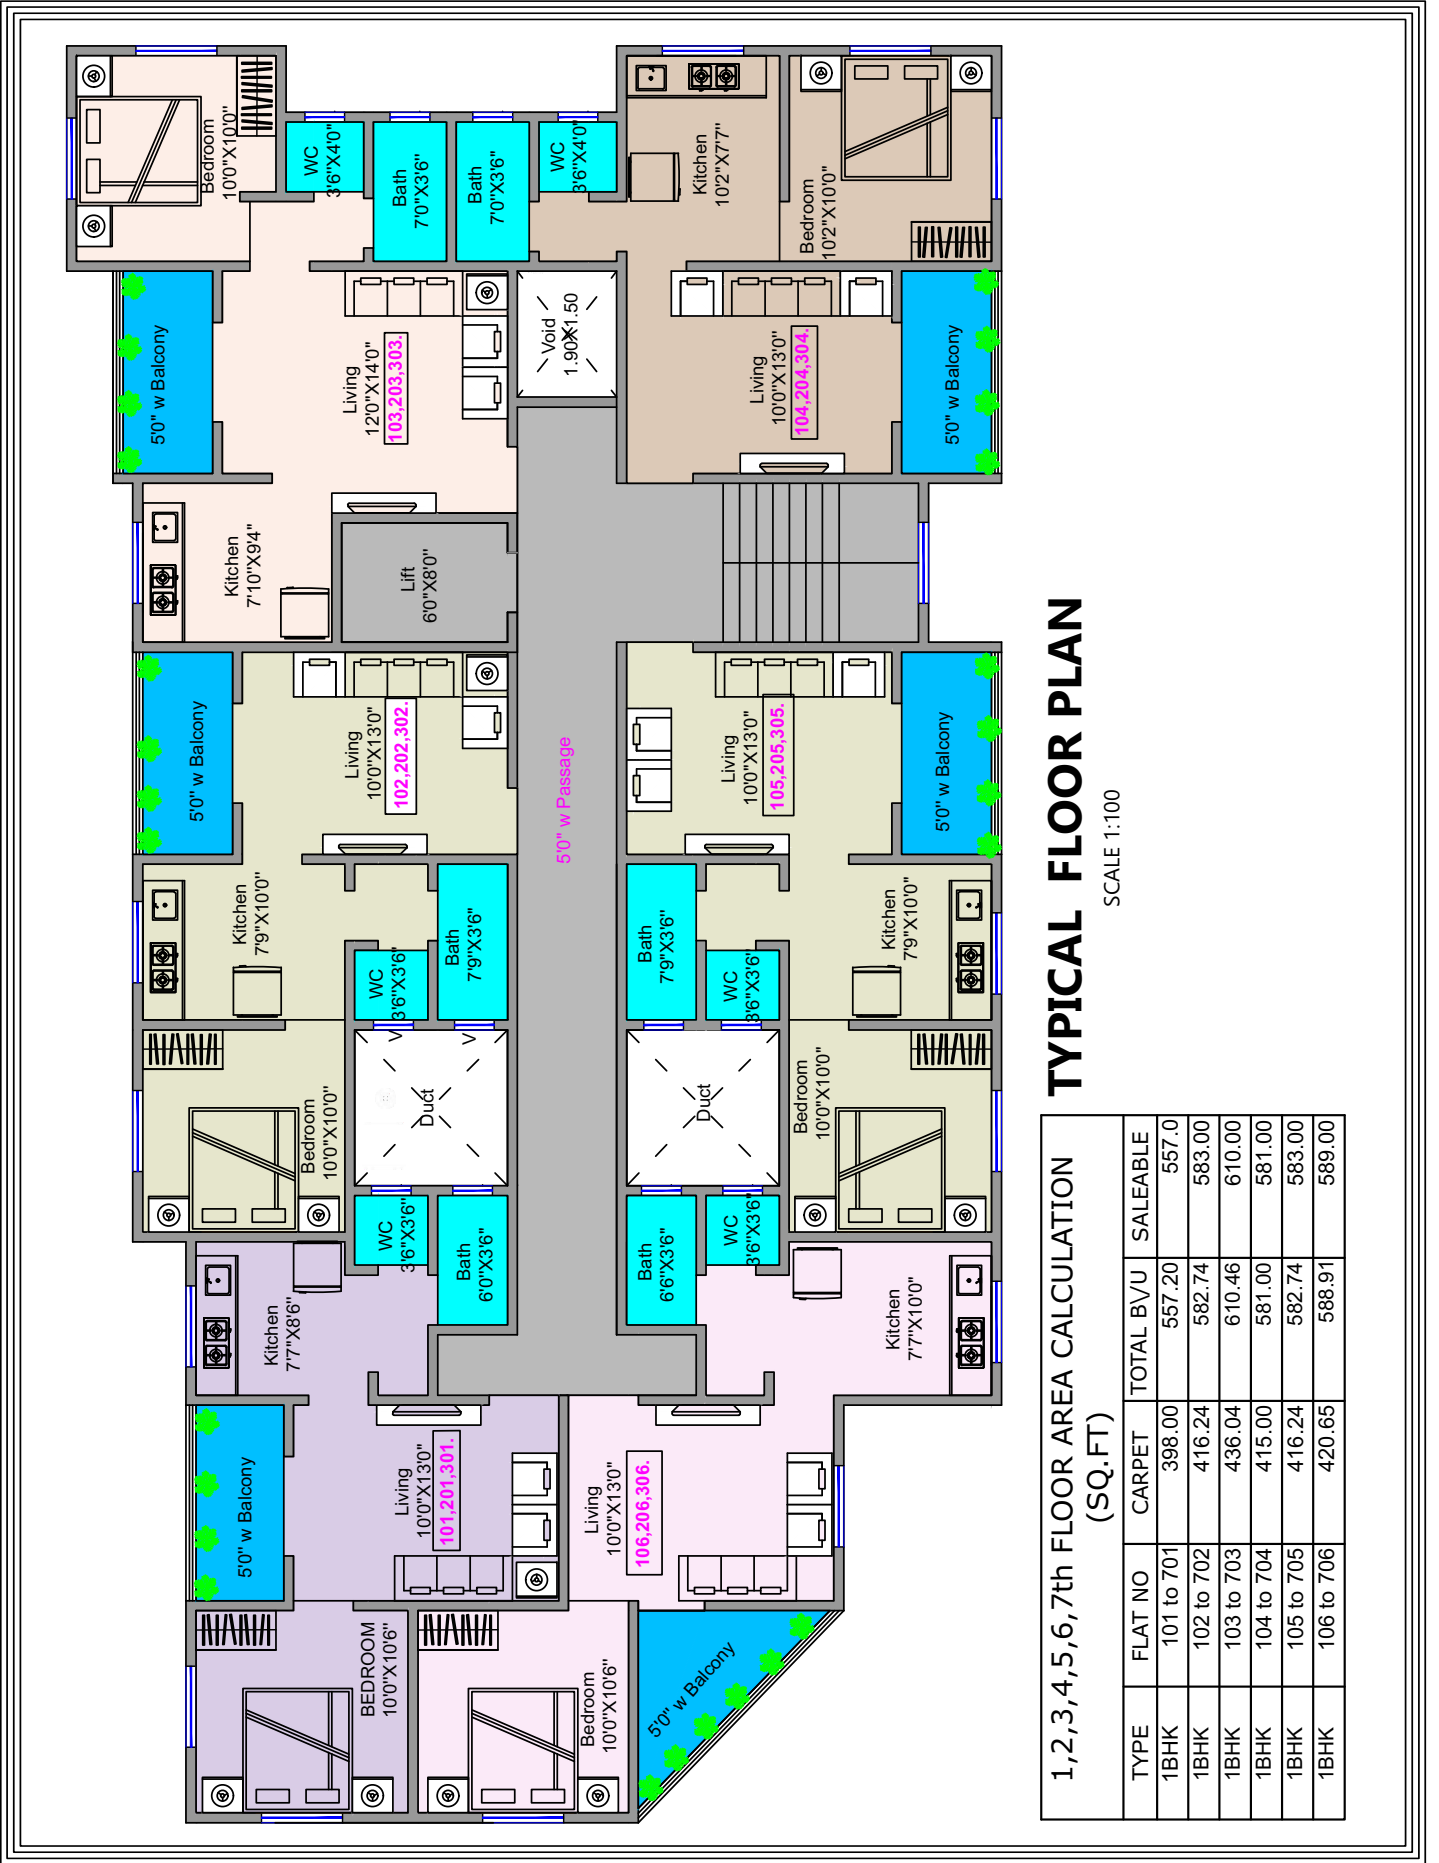 Bedroom
10'0"X10'0"
WC
3'6"X4'0"
Bath
7'0"X3'6"
Bath
7'0"X3'6"
WC
3'6"X4'0"
Kitchen
10'2"X7'7"
Bedroom
10'2"X10'0"
5'0" w Balcony
Living
12'0"X14'0"
103,203,303.
Void
1.90X1.50
Living
10'0"X13'0"
104,204,304.
5'0" w Balcony
Kitchen
7'10"X9'4"
Lift
6'0"X8'0"
5'0" w Balcony
Living
10'0"X13'0"
102,202,302.
5'0" w Passage
Living
10'0"X13'0"
105,205,305.
5'0" w Balcony
Kitchen
7'9"X10'0"
WC
3'6"X3'6"
Bath
7'9"X3'6"
Bath
7'9"X3'6"
WC
3'6"X3'6"
Kitchen
7'9"X10'0"
Bedroom
10'0"X10'0"
V
V
Duct
Duct
Bedroom
10'0"X10'0"
WC
3'6"X3'6"
Bath
6'0"X3'6"
Bath
6'6"X3'6"
WC
3'6"X3'6"
Kitchen
7'7"X8'6"
Kitchen
7'7"X10'0"
5'0" w Balcony
Living
10'0"X13'0"
101,201,301.
Living
10'0"X13'0"
106,206,306.
BEDROOM
10'0"X10'6"
Bedroom
10'0"X10'6"
5'0" w Balcony
TYPICAL FLOOR PLAN
SCALE 1:100
1,2,3,4,5,6,7th FLOOR AREA CALCULATION
(SQ.FT)
TYPE FLAT NO CARPET TOTAL BVU SALEABLE
1BHK 101 to 701 398.00 557.20 557.0
1BHK 102 to 702 416.24 582.74 583.00
1BHK 103 to 703 436.04 610.46 610.00
1BHK 104 to 704 415.00 581.00 581.00
1BHK 105 to 705 416.24 582.74 583.00
1BHK 106 to 706 420.65 588.91 589.00